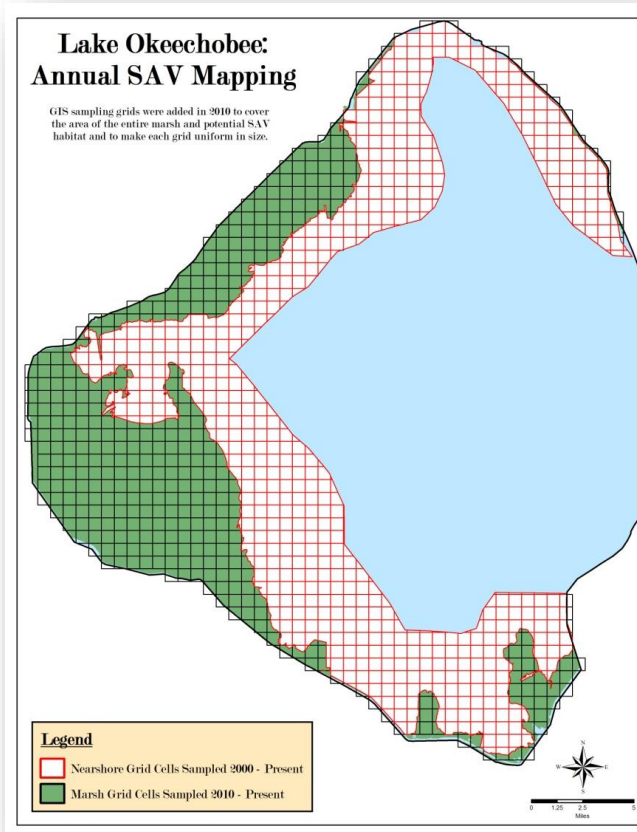 Lake Okeechobee:
Annual SAV Mapping
GIS sampling grids were added in 2010 to cover
the area of the entire marsh and potential SAV
habitat and to make each grid uniform in size.
Legend
Nearshore Grid Cells Sampled 2000 - Present
Marsh Grid Cells Sampled 2010 - Present
N
W E
S
0 1.25 2.5 5
Miles